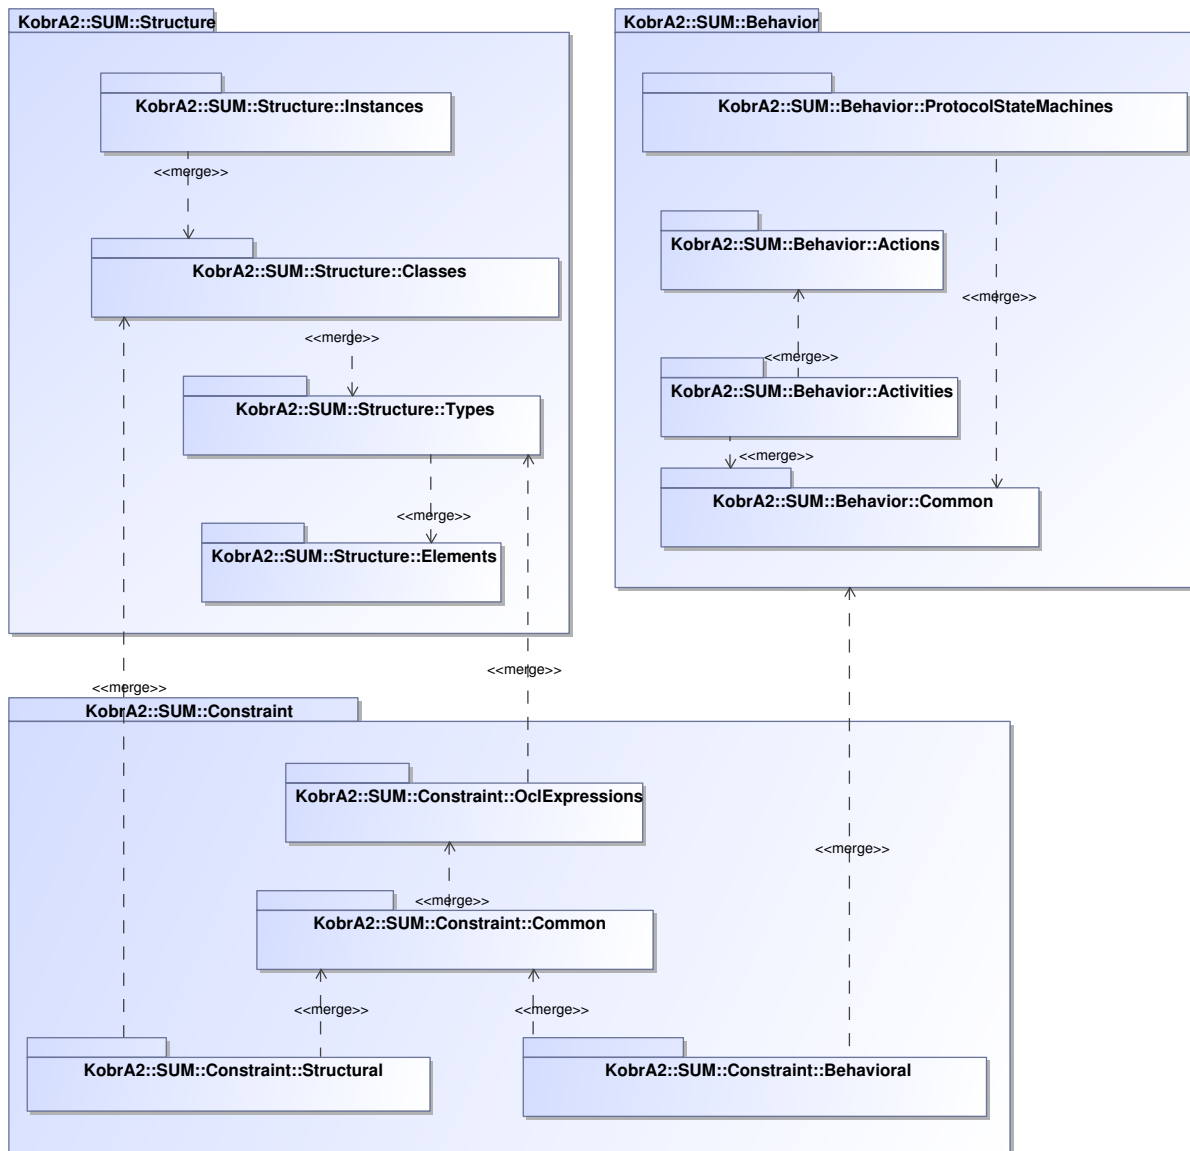 KobrA2::SUM::Structure
KobrA2::SUM::Structure::Instances
<<merge>>
KobrA2::SUM::Structure::Classes
<<merge>>
KobrA2::SUM::Structure::Types
<<merge>>
KobrA2::SUM::Structure::Elements
KobrA2::SUM::Behavior
KobrA2::SUM::Behavior::ProtocolStateMachines
KobrA2::SUM::Behavior::Actions
<<merge>>
<<merge>>
KobrA2::SUM::Behavior::Activities
<<merge>>
KobrA2::SUM::Behavior::Common
<<merge>>
<<merge>>
KobrA2::SUM::Constraint
KobrA2::SUM::Constraint::OclExpressions
<<merge>>
<<merge>>
KobrA2::SUM::Constraint::Common
<<merge>>
<<merge>>
KobrA2::SUM::Constraint::Structural
KobrA2::SUM::Constraint::Behavioral